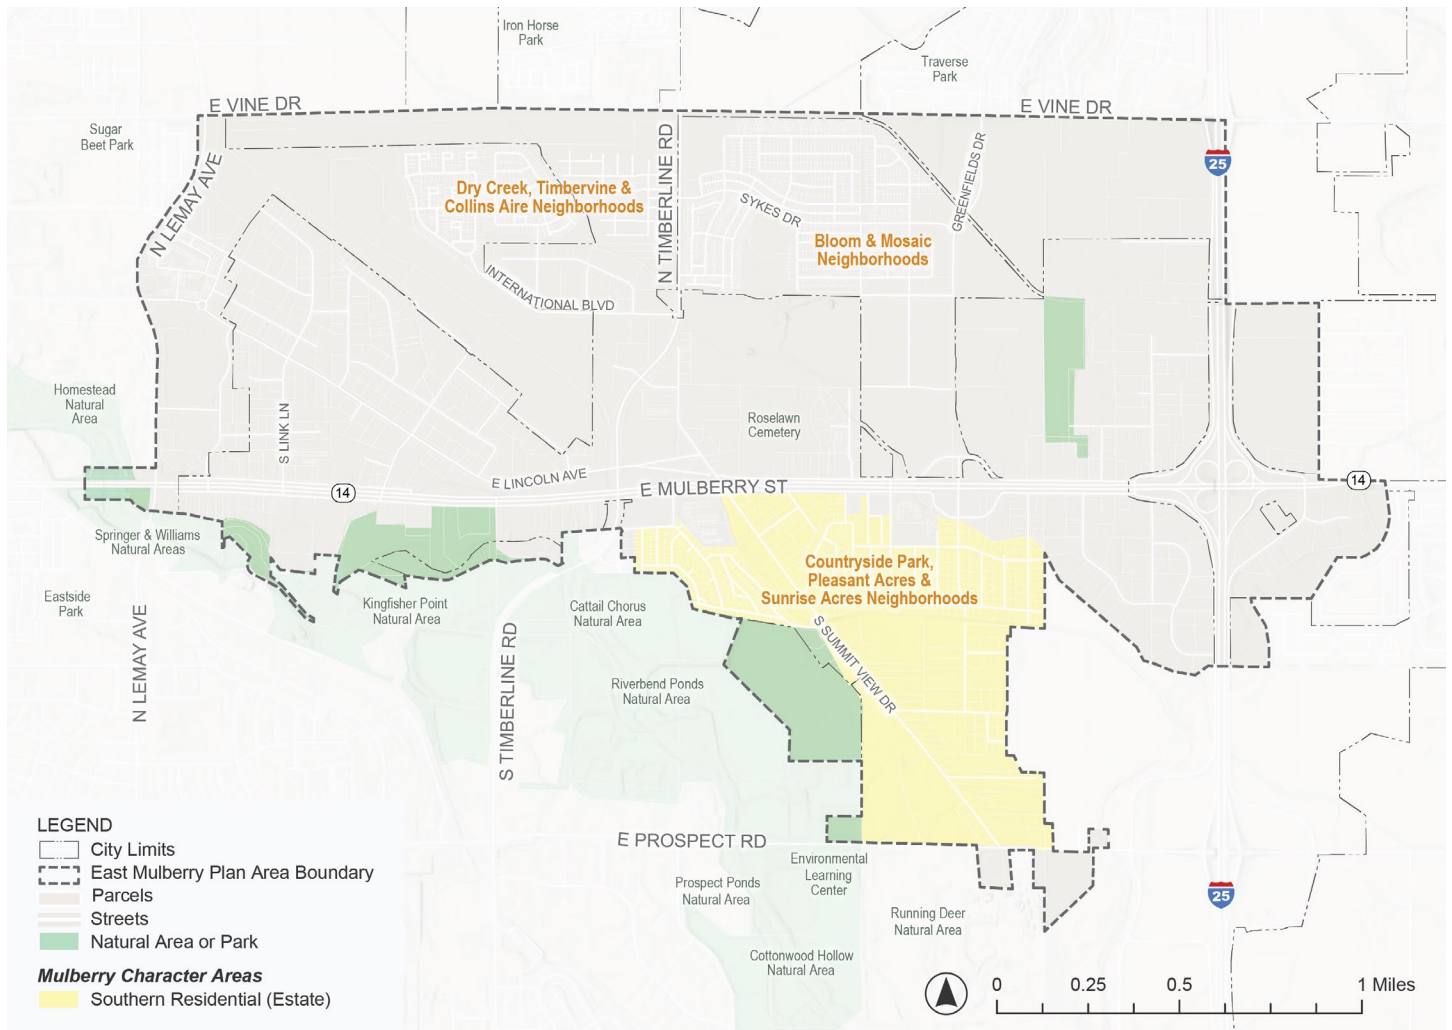 Iron Horse
Park
Traverse
Park
E VINE DR
E VINE DR
Sugar
Beet Park
N LEMAY AVE
N TIMBERLINE RD
GREENFIELDS DR
25
Dry Creek, Timbervine &
Collins Aire Neighborhoods
SYKES DR
Bloom & Mosaic
Neighborhoods
INTERNATIONAL BLVD
Homestead
Natural
Area
S LINK LN
Roselawn
Cemetery
E LINCOLN AVE
14
E MULBERRY ST
14
Springer & Williams
Natural Areas
Countryside Park,
Pleasant Acres &
Sunrise Acres Neighborhoods
Eastside
Park
Kingfisher Point
Natural Area
Cattail Chorus
Natural Area
N LEMAY AVE
S TIMBERLINE RD
S SUMMIT VIEW DR
Riverbend Ponds
Natural Area
E PROSPECT RD
Environmental
Learning
Center
Prospect Ponds
Natural Area
25
Running Deer
Natural Area
Cottonwood Hollow
Natural Area
LEGEND
City Limits
East Mulberry Plan Area Boundary
Parcels
Streets
Natural Area or Park
Mulberry Character Areas
Southern Residential (Estate)
0 0.25 0.5 1 Miles